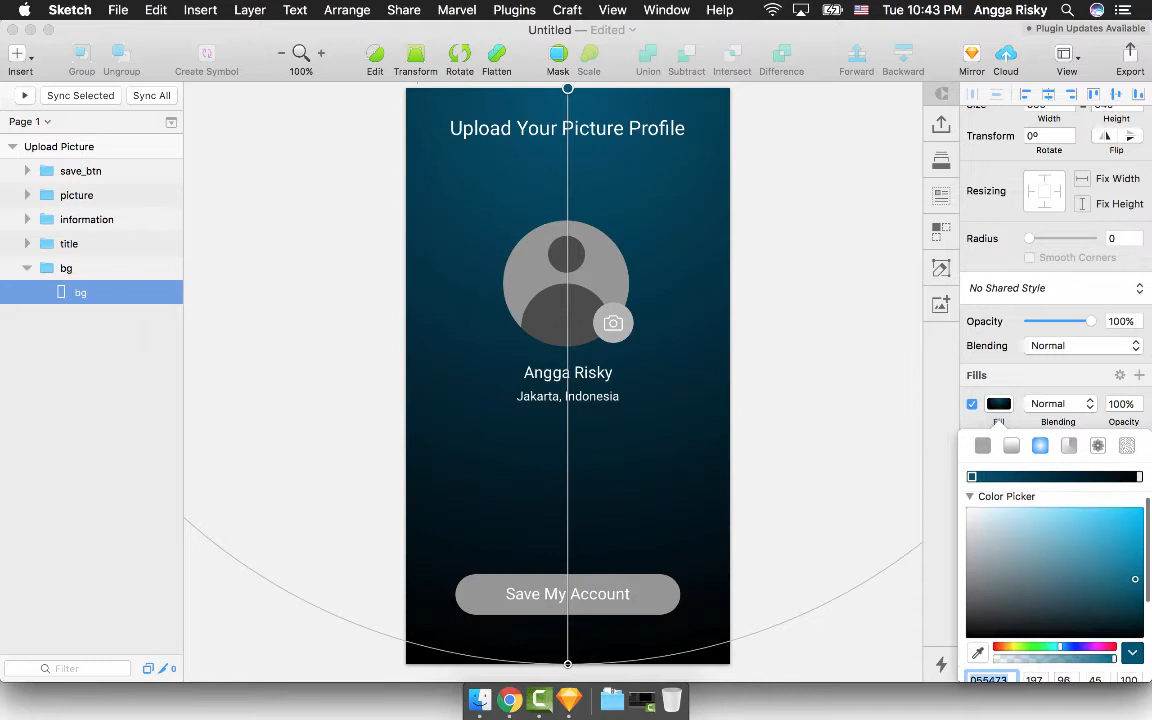 Sketch File Edit Insert Layer Text Arrange Share Marvel Plugins Craft View Window Help Tue 10:43 PM Angga Risky
Untitled — Edited
Plugin Updates Available
Insert Group Ungroup Create Symbol 100% Edit Transform Rotate Flatten Mask Scale Union Subtract Intersect Difference Forward Backward Mirror Cloud View Export
Sync Selected Sync All
Page 1
Upload Picture
save_btn
picture
information
title
bg
bg
Filter
0
Upload Your Picture Profile
Angga Risky
Jakarta, Indonesia
Save My Account
Width Height
Transform 0º
Rotate Flip
Resizing Fix Width
Fix Height
Radius 0
Smooth Corners
No Shared Style
Opacity 100%
Blending Normal
Fills
Normal 100%
Fill Blending Opacity
Color Picker
055473 197 96 45 100